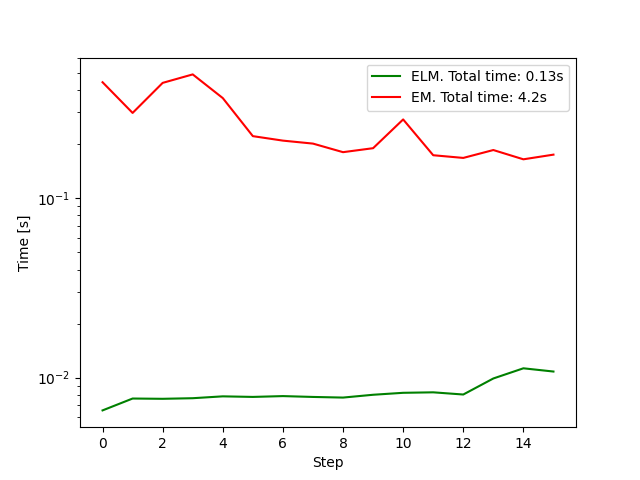 ELM. Total time: 0.13s
EM. Total time: 4.2s
Time [s]
10⁻¹
10⁻²
0 2 4 6 8 10 12 14
Step